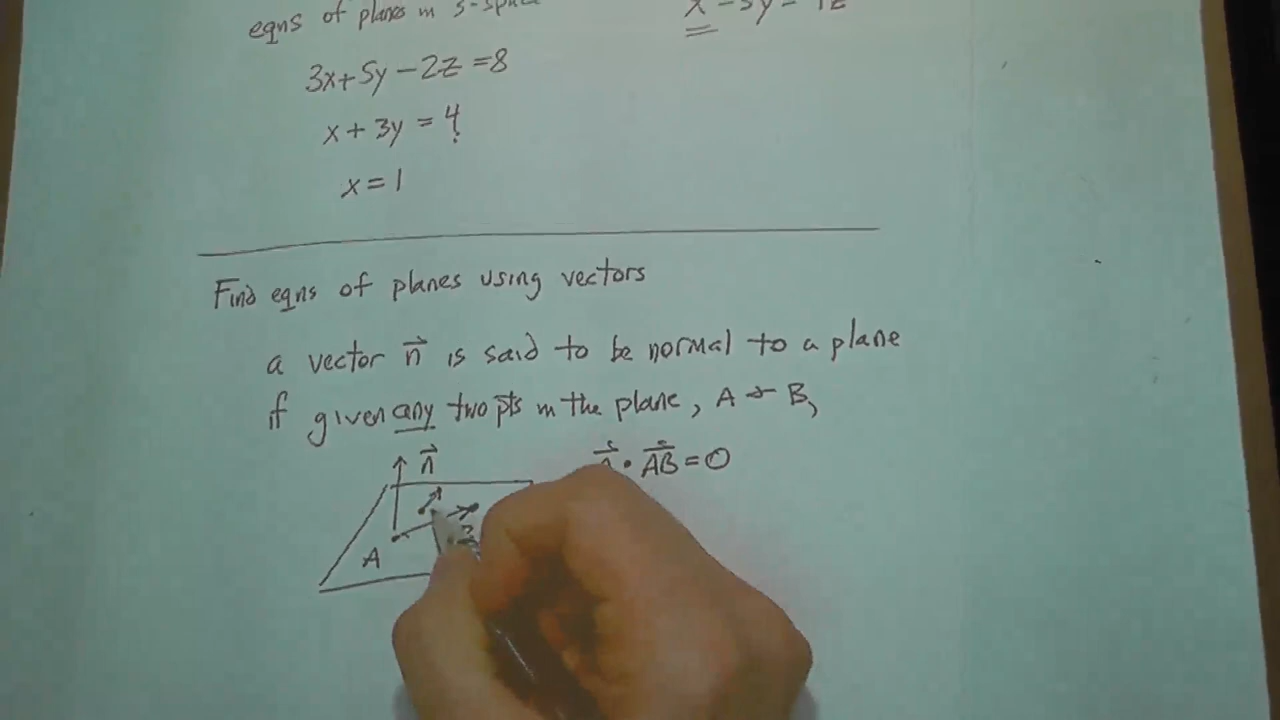 eqns of planes in 3-space
3x+5y-2z=8
x+3y=4
x=1
Find eqns of planes using vectors
a vector n⃗ is said to be normal to a plane
if given any two pts in the plane, A & B,
n⃗ · A⃗B⃗ = 0
n⃗
A
B